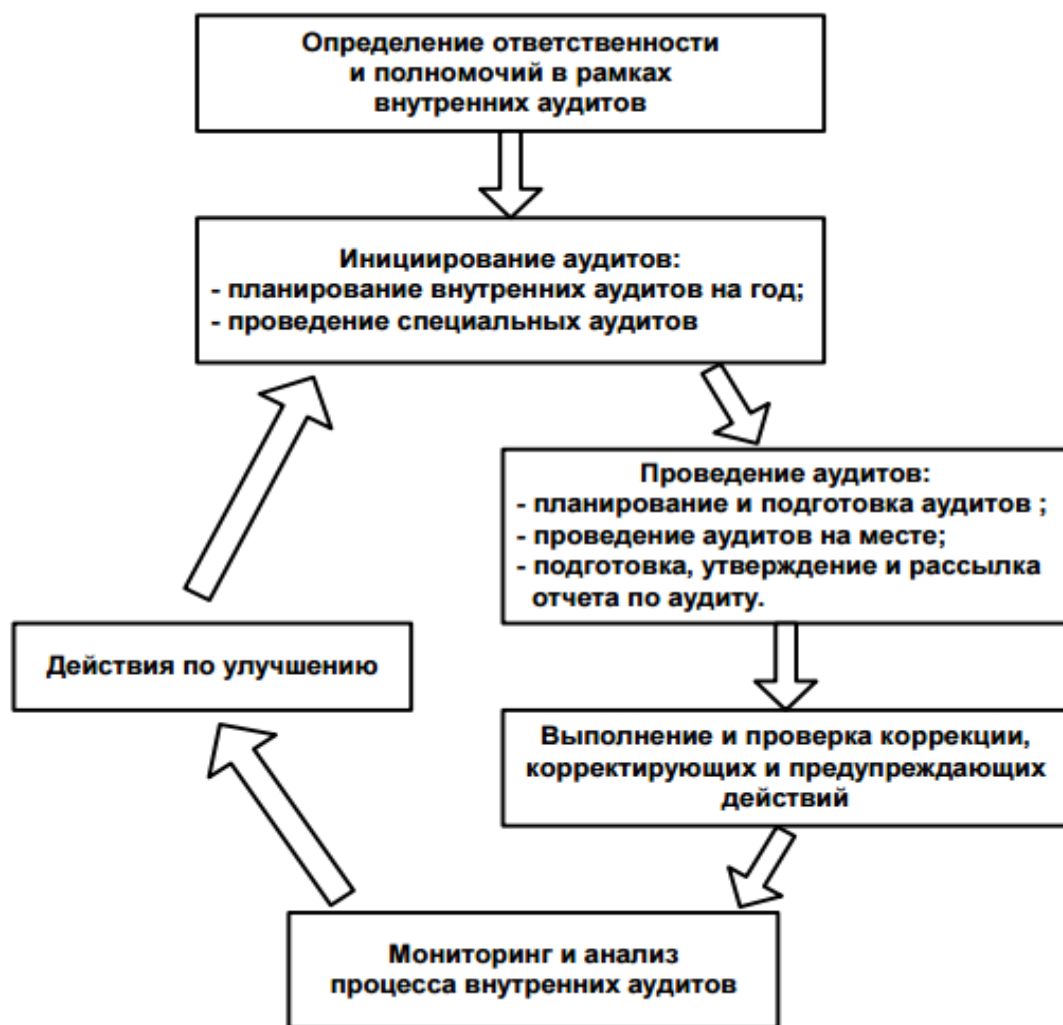 Определение ответственности
и полномочий в рамках
внутренних аудитов
Инициирование аудитов:
- планирование внутренних аудитов на год;
- проведение специальных аудитов
Проведение аудитов:
- планирование и подготовка аудитов ;
- проведение аудитов на месте;
- подготовка, утверждение и рассылка
отчета по аудиту.
Выполнение и проверка коррекции,
корректирующих и предупреждающих
действий
Мониторинг и анализ
процесса внутренних аудитов
Действия по улучшению